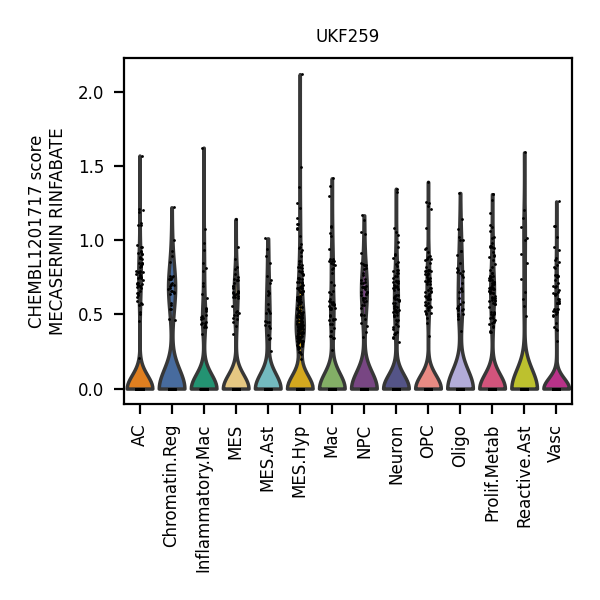 UKF259
CHEMBL1201717 score
MECASERMIN RINFABATE
2.0
1.5
1.0
0.5
0.0
AC
Chromatin.Reg
Inflammatory.Mac
MES
MES.Ast
MES.Hyp
Mac
NPC
Neuron
OPC
Oligo
Prolif.Metab
Reactive.Ast
Vasc